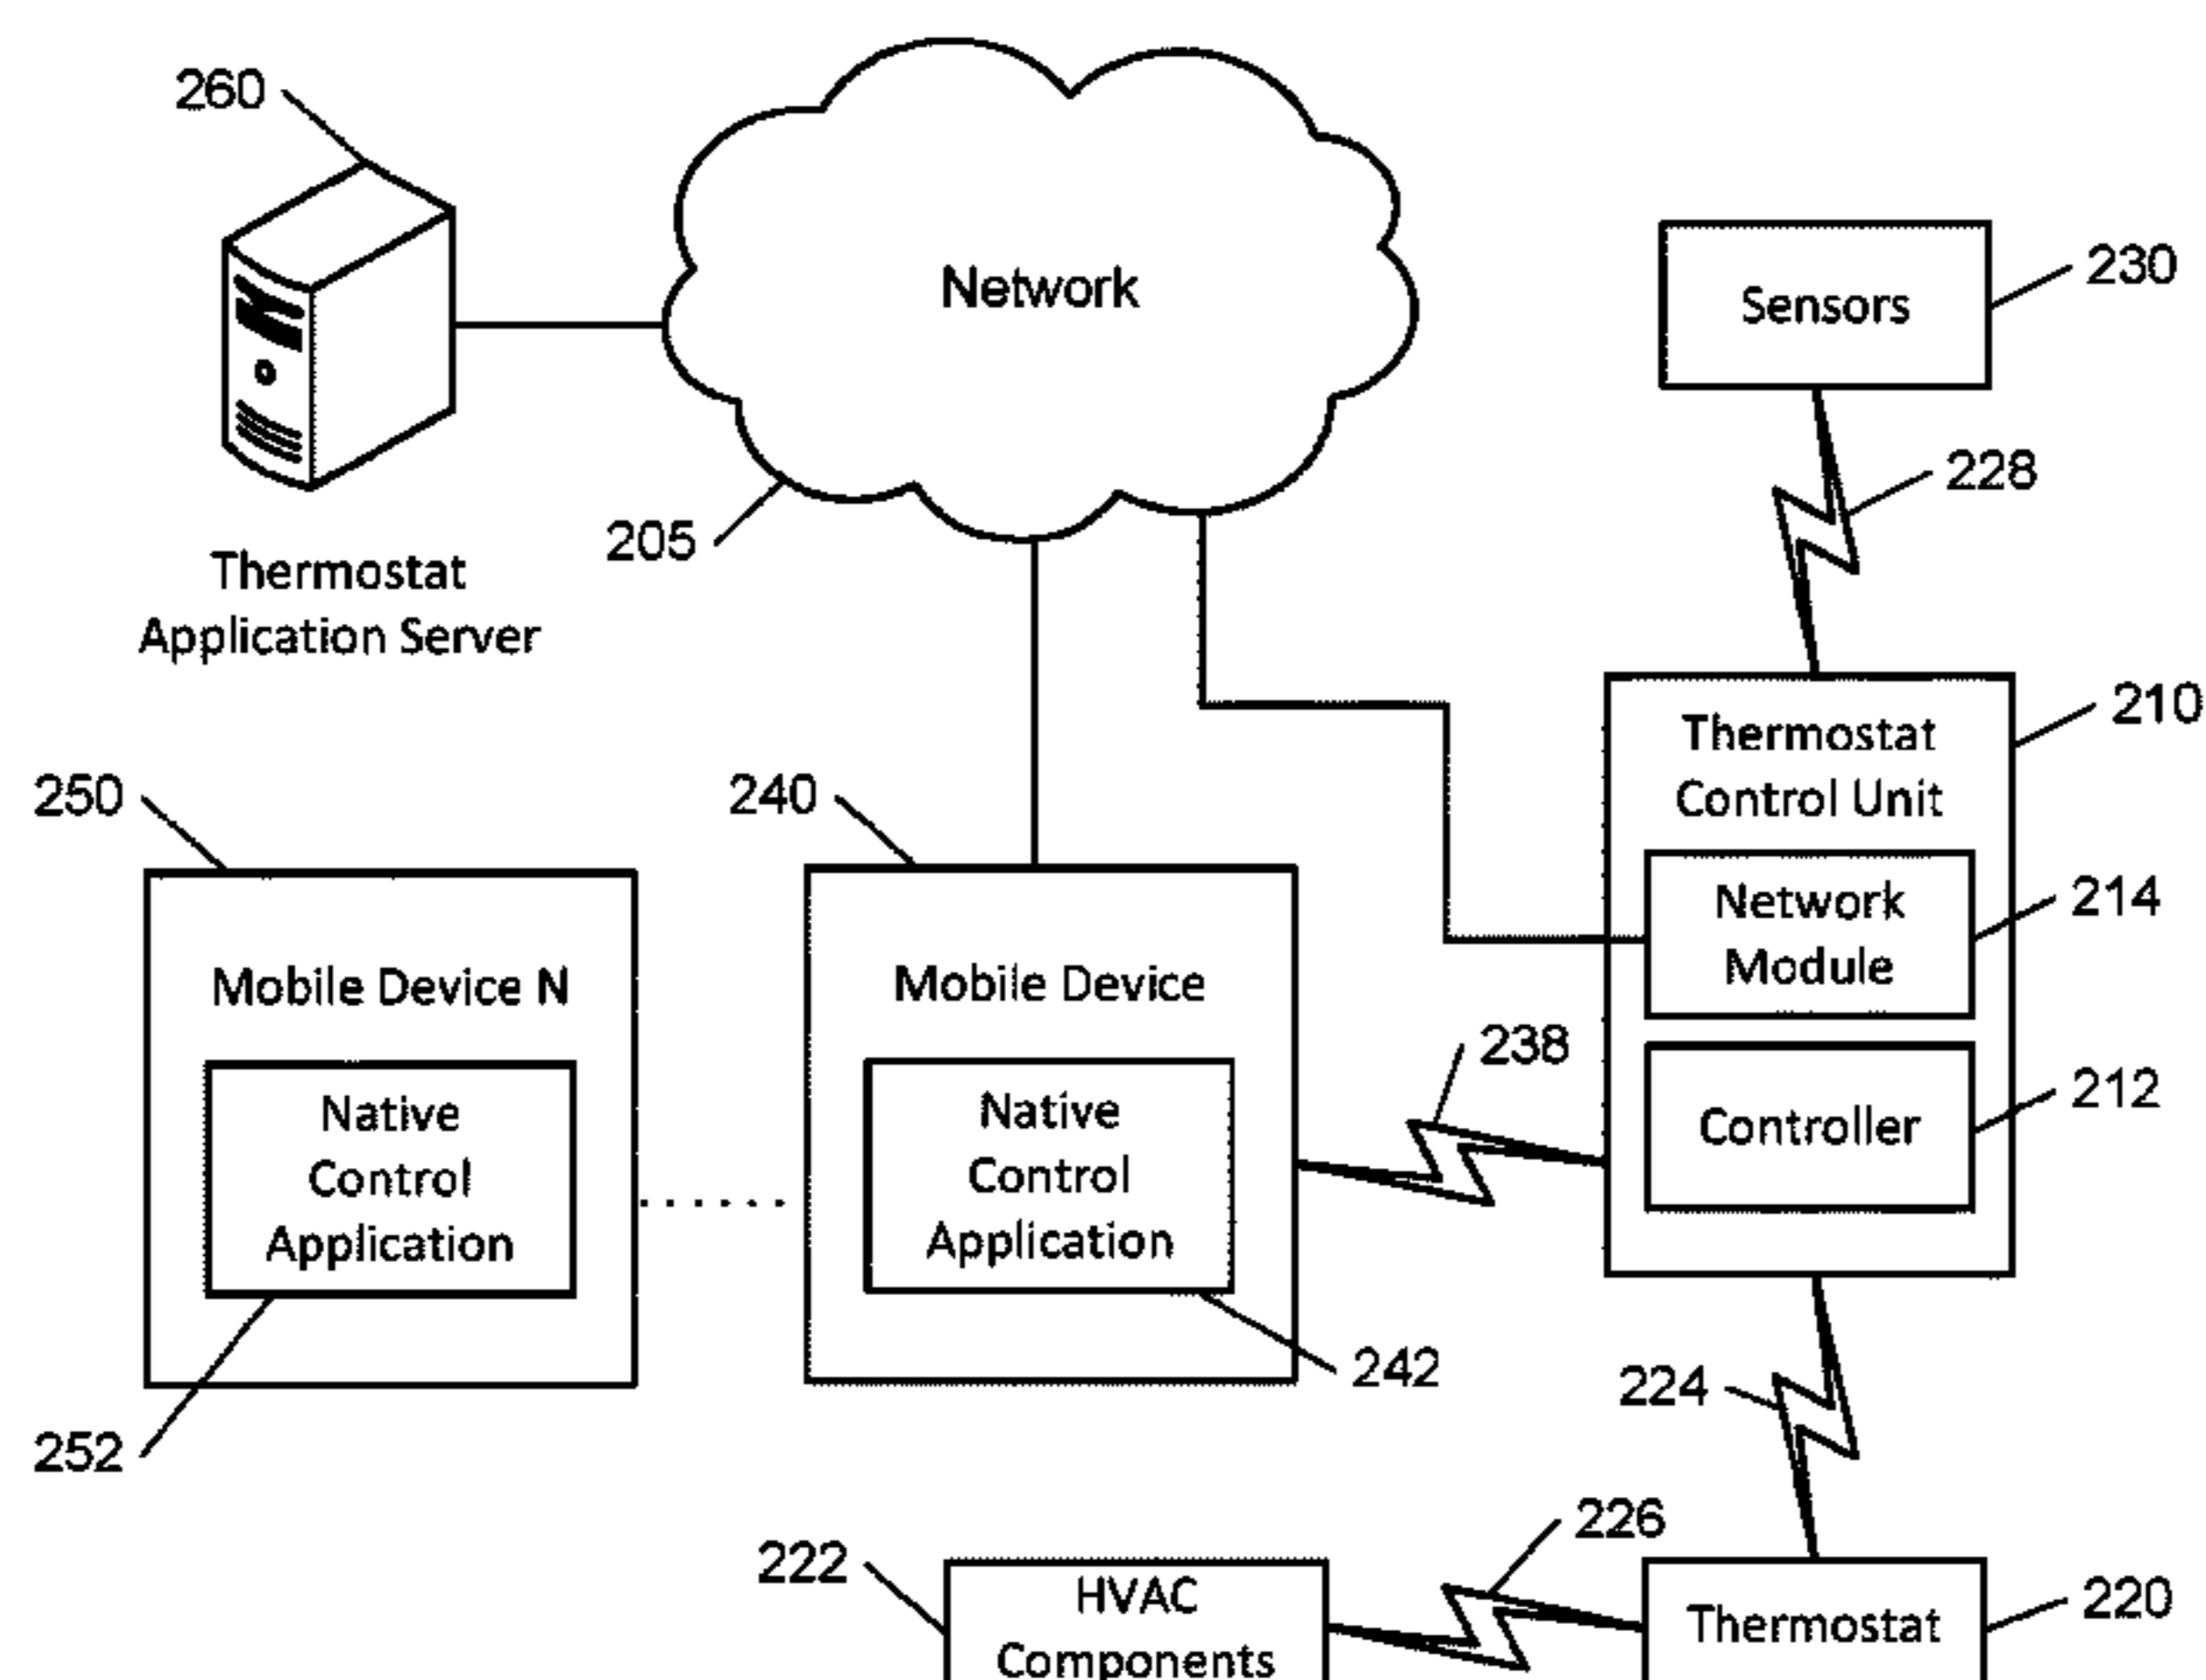 260
Network
Sensors
230
228
205
Thermostat
Application Server
210
Thermostat
Control Unit
250
240
Network
Module
214
Mobile Device N
Mobile Device
238
212
Native
Control
Application
Native
Control
Application
Controller
252
242
224
226
222
HVAC
Components
Thermostat
220